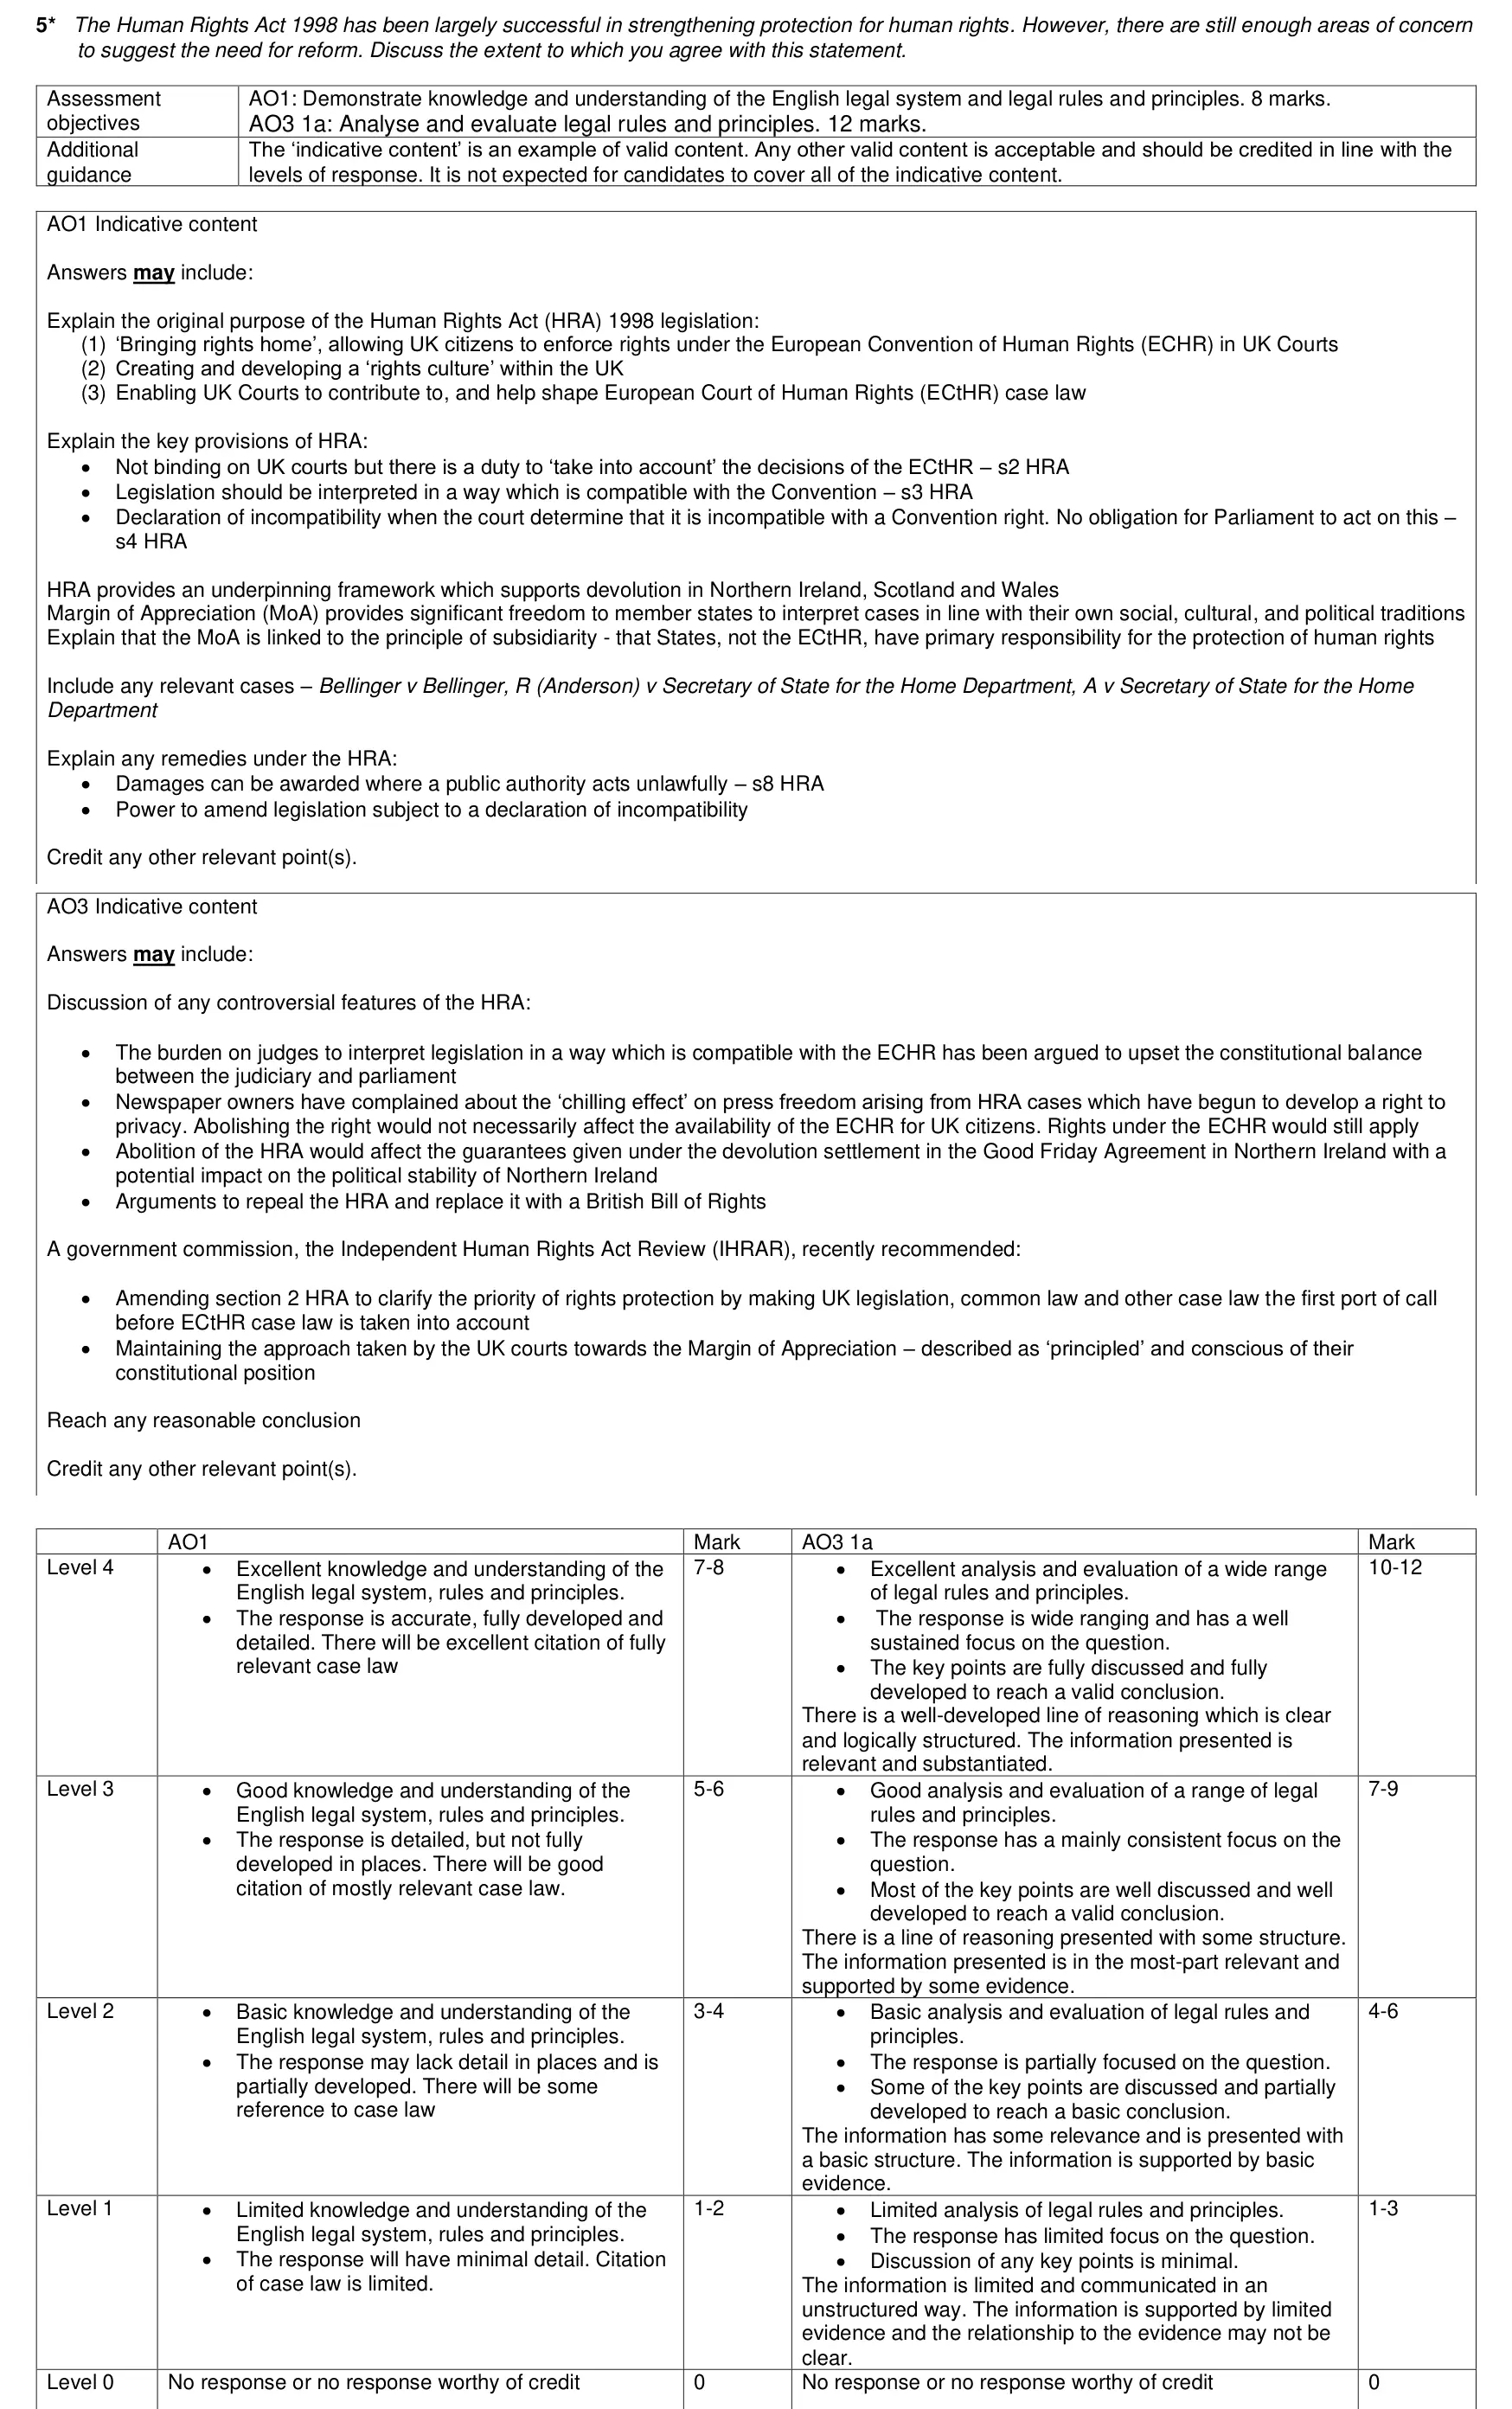 5* The Human Rights Act 1998 has been largely successful in strengthening protection for human rights. However, there are still enough areas of concern
to suggest the need for reform. Discuss the extent to which you agree with this statement.
Assessment
objectives
AO1: Demonstrate knowledge and understanding of the English legal system and legal rules and principles. 8 marks.
AO3 1a: Analyse and evaluate legal rules and principles. 12 marks.
Additional
guidance
The ‘indicative content’ is an example of valid content. Any other valid content is acceptable and should be credited in line with the
levels of response. It is not expected for candidates to cover all of the indicative content.
AO1 Indicative content
Answers may include:
Explain the original purpose of the Human Rights Act (HRA) 1998 legislation:
(1) ‘Bringing rights home’, allowing UK citizens to enforce rights under the European Convention of Human Rights (ECHR) in UK Courts
(2) Creating and developing a ‘rights culture’ within the UK
(3) Enabling UK Courts to contribute to, and help shape European Court of Human Rights (ECtHR) case law
Explain the key provisions of HRA:
• Not binding on UK courts but there is a duty to ‘take into account’ the decisions of the ECtHR – s2 HRA
• Legislation should be interpreted in a way which is compatible with the Convention – s3 HRA
• Declaration of incompatibility when the court determine that it is incompatible with a Convention right. No obligation for Parliament to act on this –
s4 HRA
HRA provides an underpinning framework which supports devolution in Northern Ireland, Scotland and Wales
Margin of Appreciation (MoA) provides significant freedom to member states to interpret cases in line with their own social, cultural, and political traditions
Explain that the MoA is linked to the principle of subsidiarity - that States, not the ECtHR, have primary responsibility for the protection of human rights
Include any relevant cases – Bellinger v Bellinger, R (Anderson) v Secretary of State for the Home Department, A v Secretary of State for the Home
Department
Explain any remedies under the HRA:
• Damages can be awarded where a public authority acts unlawfully – s8 HRA
• Power to amend legislation subject to a declaration of incompatibility
Credit any other relevant point(s).
AO3 Indicative content
Answers may include:
Discussion of any controversial features of the HRA:
• The burden on judges to interpret legislation in a way which is compatible with the ECHR has been argued to upset the constitutional balance
between the judiciary and parliament
• Newspaper owners have complained about the ‘chilling effect’ on press freedom arising from HRA cases which have begun to develop a right to
privacy. Abolishing the right would not necessarily affect the availability of the ECHR for UK citizens. Rights under the ECHR would still apply
• Abolition of the HRA would affect the guarantees given under the devolution settlement in the Good Friday Agreement in Northern Ireland with a
potential impact on the political stability of Northern Ireland
• Arguments to repeal the HRA and replace it with a British Bill of Rights
A government commission, the Independent Human Rights Act Review (IHRAR), recently recommended:
• Amending section 2 HRA to clarify the priority of rights protection by making UK legislation, common law and other case law the first port of call
before ECtHR case law is taken into account
• Maintaining the approach taken by the UK courts towards the Margin of Appreciation – described as ‘principled’ and conscious of their
constitutional position
Reach any reasonable conclusion
Credit any other relevant point(s).
AO1 Mark AO3 1a Mark
Level 4
• Excellent knowledge and understanding of the
English legal system, rules and principles.
• The response is accurate, fully developed and
detailed. There will be excellent citation of fully
relevant case law
7-8
• Excellent analysis and evaluation of a wide range
of legal rules and principles.
• The response is wide ranging and has a well
sustained focus on the question.
• The key points are fully discussed and fully
developed to reach a valid conclusion.
There is a well-developed line of reasoning which is clear
and logically structured. The information presented is
relevant and substantiated.
10-12
Level 3
• Good knowledge and understanding of the
English legal system, rules and principles.
• The response is detailed, but not fully
developed in places. There will be good
citation of mostly relevant case law.
5-6
• Good analysis and evaluation of a range of legal
rules and principles.
• The response has a mainly consistent focus on the
question.
• Most of the key points are well discussed and well
developed to reach a valid conclusion.
There is a line of reasoning presented with some structure.
The information presented is in the most-part relevant and
supported by some evidence.
7-9
Level 2
• Basic knowledge and understanding of the
English legal system, rules and principles.
• The response may lack detail in places and is
partially developed. There will be some
reference to case law
3-4
• Basic analysis and evaluation of legal rules and
principles.
• The response is partially focused on the question.
• Some of the key points are discussed and partially
developed to reach a basic conclusion.
The information has some relevance and is presented with
a basic structure. The information is supported by basic
evidence.
4-6
Level 1
• Limited knowledge and understanding of the
English legal system, rules and principles.
• The response will have minimal detail. Citation
of case law is limited.
1-2
• Limited analysis of legal rules and principles.
• The response has limited focus on the question.
• Discussion of any key points is minimal.
The information is limited and communicated in an
unstructured way. The information is supported by limited
evidence and the relationship to the evidence may not be
clear.
1-3
Level 0
No response or no response worthy of credit
0
No response or no response worthy of credit
0